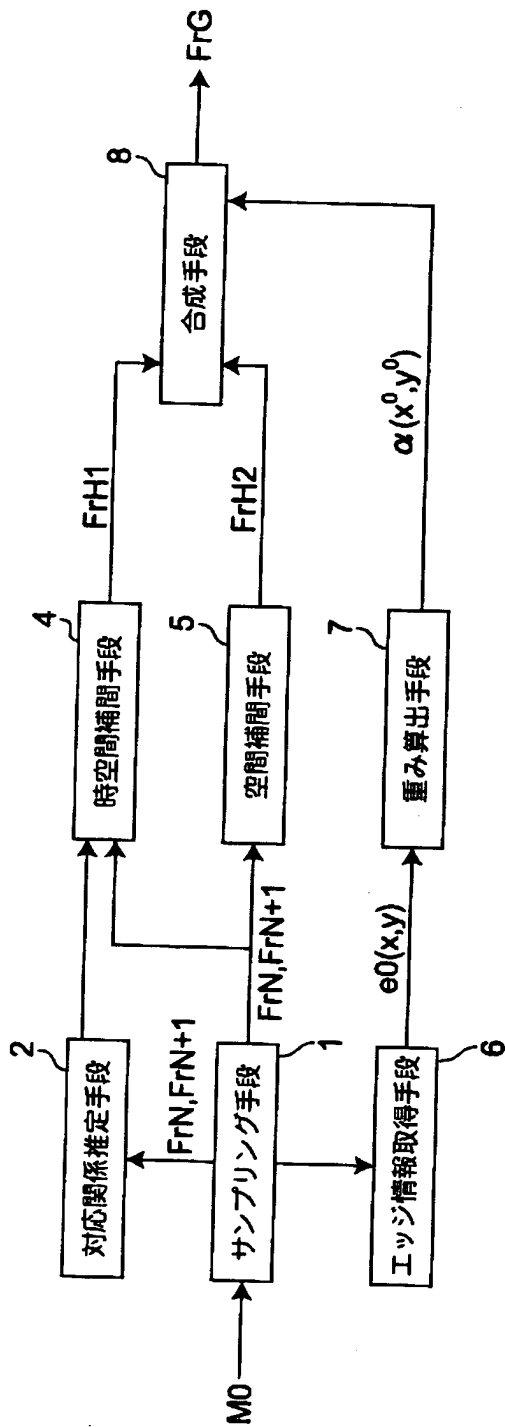 M0
サンプリング手段
1
FrN,FrN+1
対応関係推定手段
2
FrN,FrN+1
エッジ情報取得手段
6
時空間補間手段
4
空間補間手段
5
e0(x,y)
重み算出手段
7
FrH1
FrH2
α(x⁰,y⁰)
合成手段
8
FrG